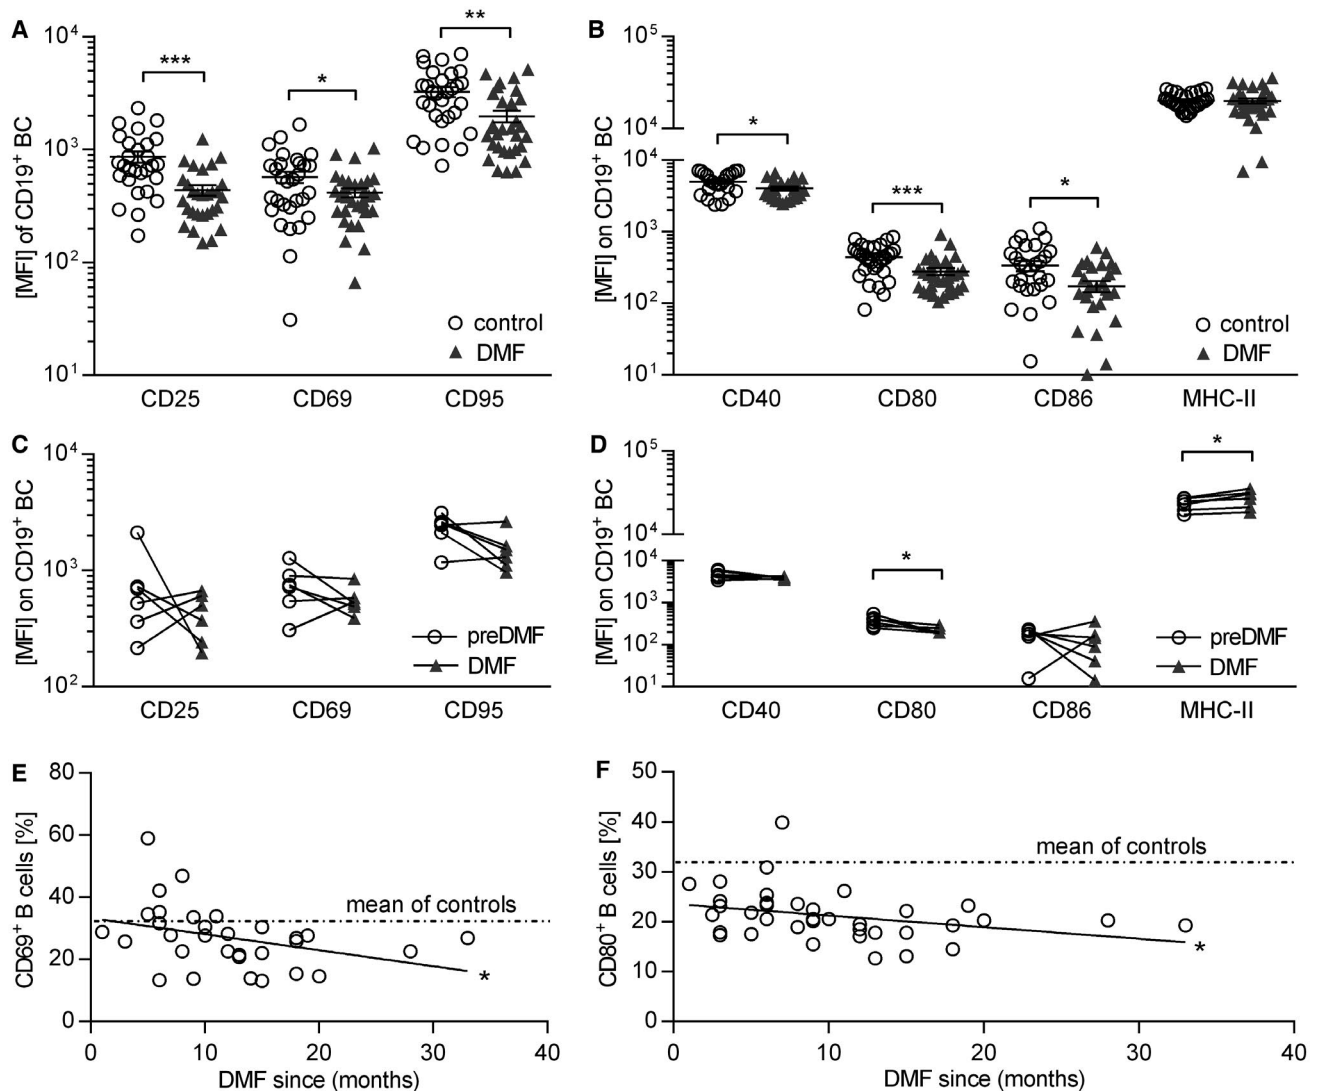 A
[MFI] of CD19⁺ BC
10⁴
10³
10²
10¹
***
*
**
control
DMF
CD25 CD69 CD95
B
[MFI] on CD19⁺ BC
10⁵
10⁴
10⁴
10³
10²
10¹
*
***
*
control
DMF
CD40 CD80 CD86 MHC-II
C
[MFI] on CD19⁺ BC
10⁴
10³
10²
preDMF
DMF
CD25 CD69 CD95
D
[MFI] on CD19⁺ BC
10⁵
10⁴
10⁴
10³
10²
10¹
*
*
preDMF
DMF
CD40 CD80 CD86 MHC-II
E
CD69⁺ B cells [%]
80
60
40
20
0
mean of controls
*
0 10 20 30 40
DMF since (months)
F
CD80⁺ B cells [%]
50
40
30
20
10
0
mean of controls
*
0 10 20 30 40
DMF since (months)